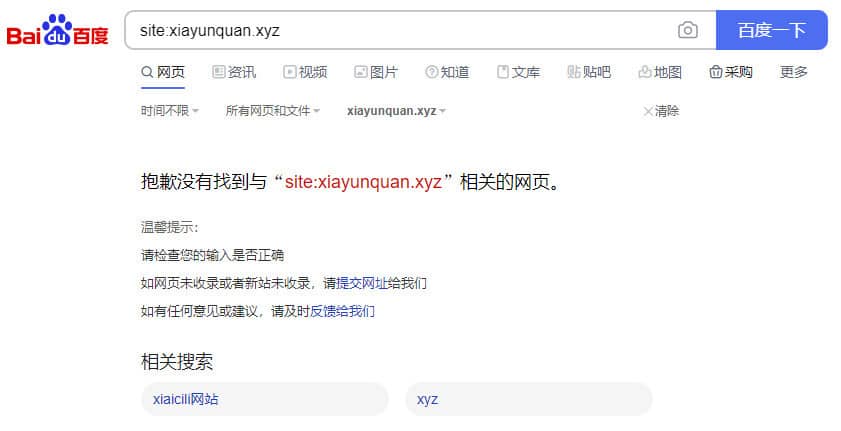 Bai du 百度 site:xiayunquan.xyz 百度一下
网页 资讯 视频 图片 知道 文库 贴吧 地图 采购 更多
时间不限 所有网页和文件 xiayunquan.xyz 清除
抱歉没有找到与“site:xiayunquan.xyz”相关的网页。
温馨提示：
请检查您的输入是否正确
如网页未收录或者新站未收录，请提交网址给我们
如有任何意见或建议，请及时反馈给我们
相关搜索
xiaicili网站 xyz